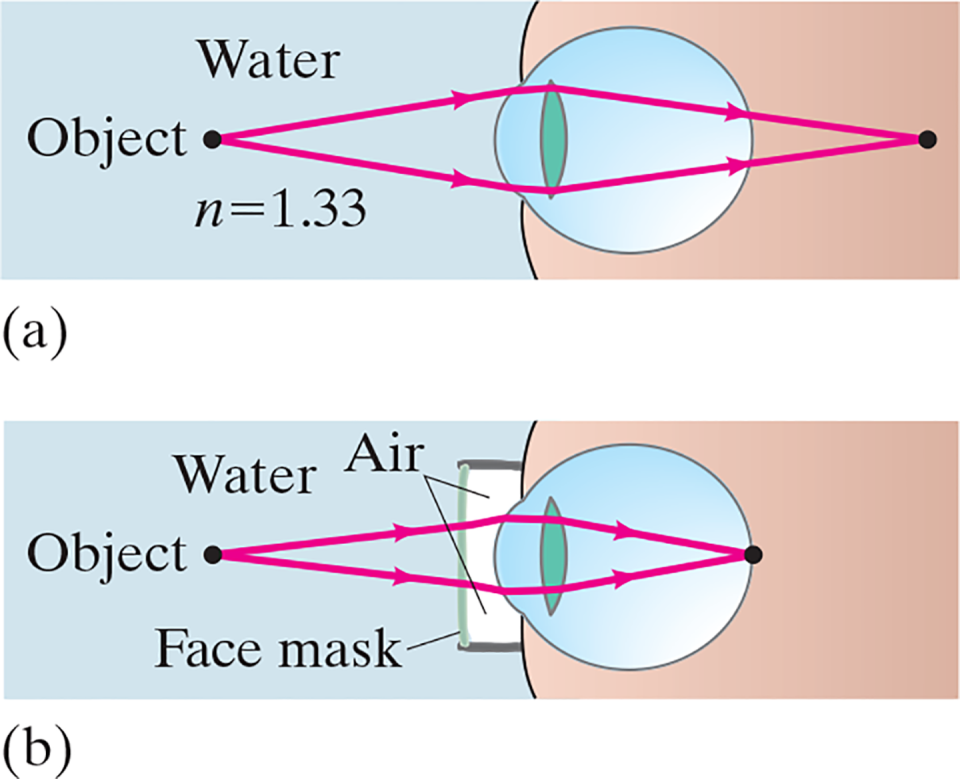 Water
Object
n=1.33
(a)
Water Air
Object
Face mask
(b)